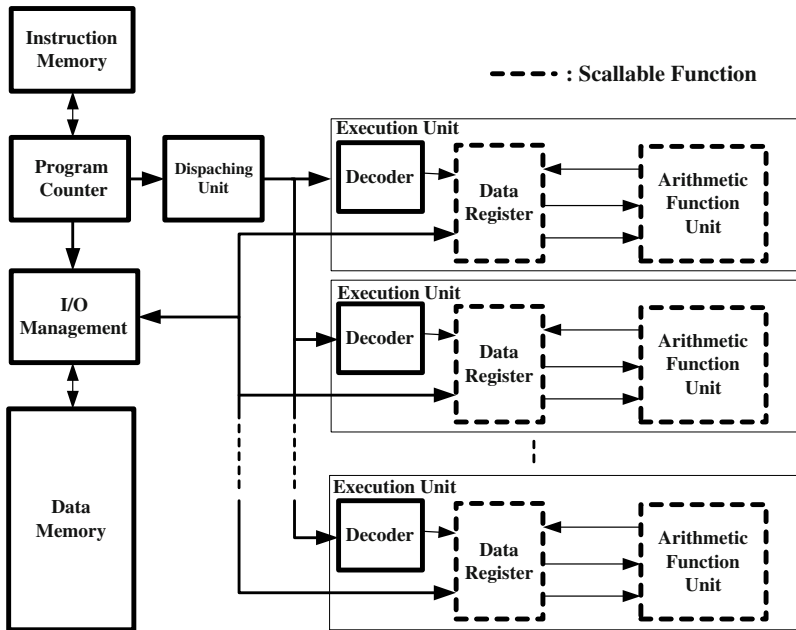 Instruction
Memory
: Scallable Function
Program
Counter
Dispaching
Unit
Execution Unit
Decoder
Data
Register
Arithmetic
Function
Unit
I/O
Management
Execution Unit
Decoder
Data
Register
Arithmetic
Function
Unit
Data
Memory
Execution Unit
Decoder
Data
Register
Arithmetic
Function
Unit